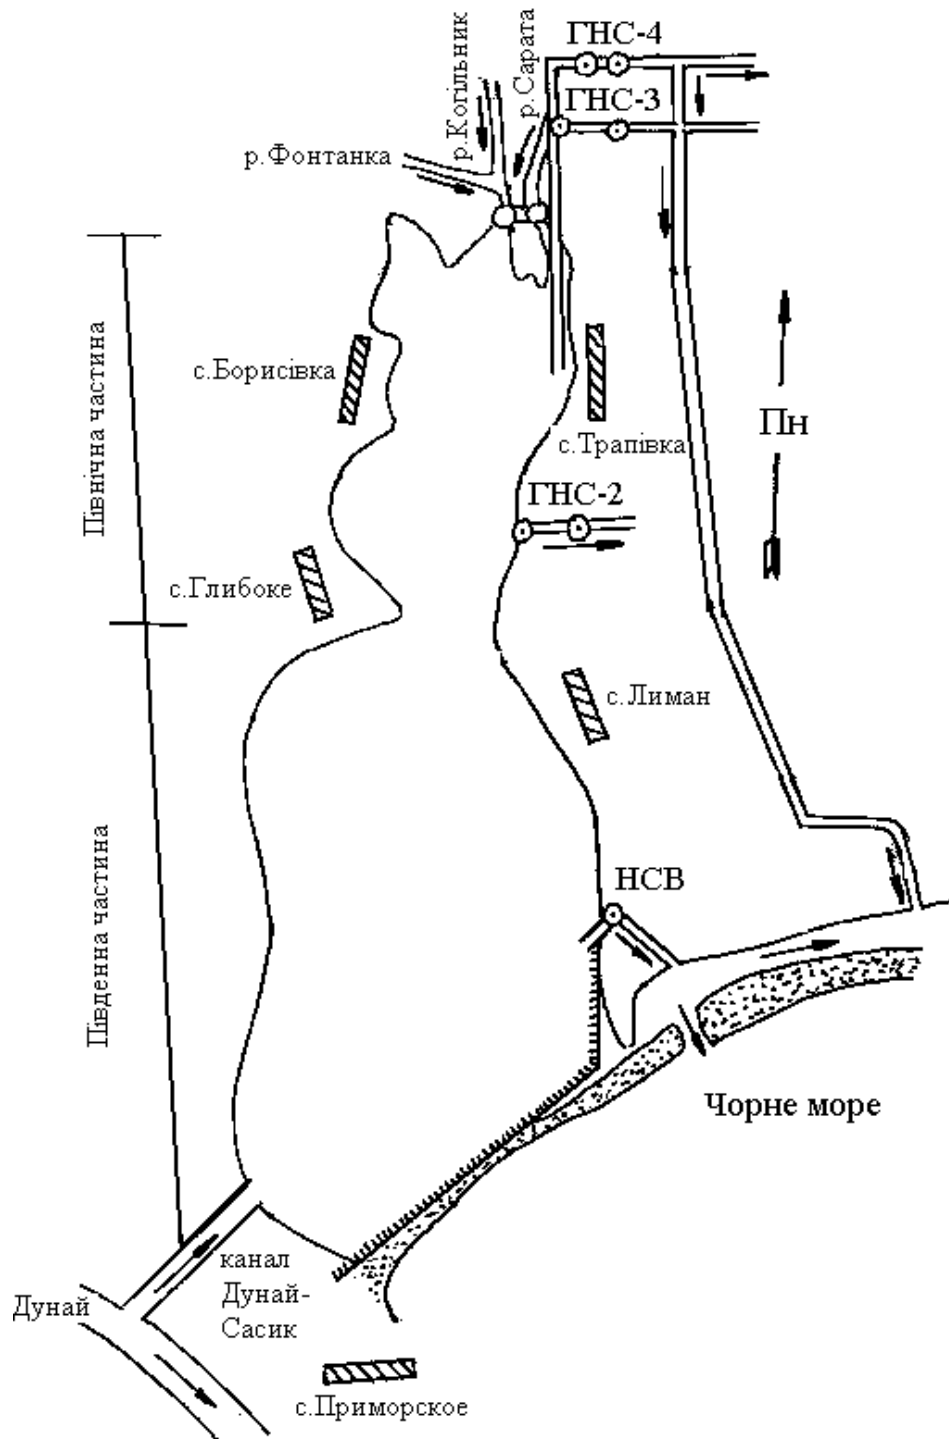 ГНС-4
р.Когільник
р.Сарата
ГНС-3
р.Фонтанка
с.Борисівка
Північна частина
Пн
с.Трапівка
ГНС-2
с.Глибоке
с.Лиман
НСВ
Південна частина
Чорне море
канал
Дунай-
Сасик
Дунай
с.Приморское